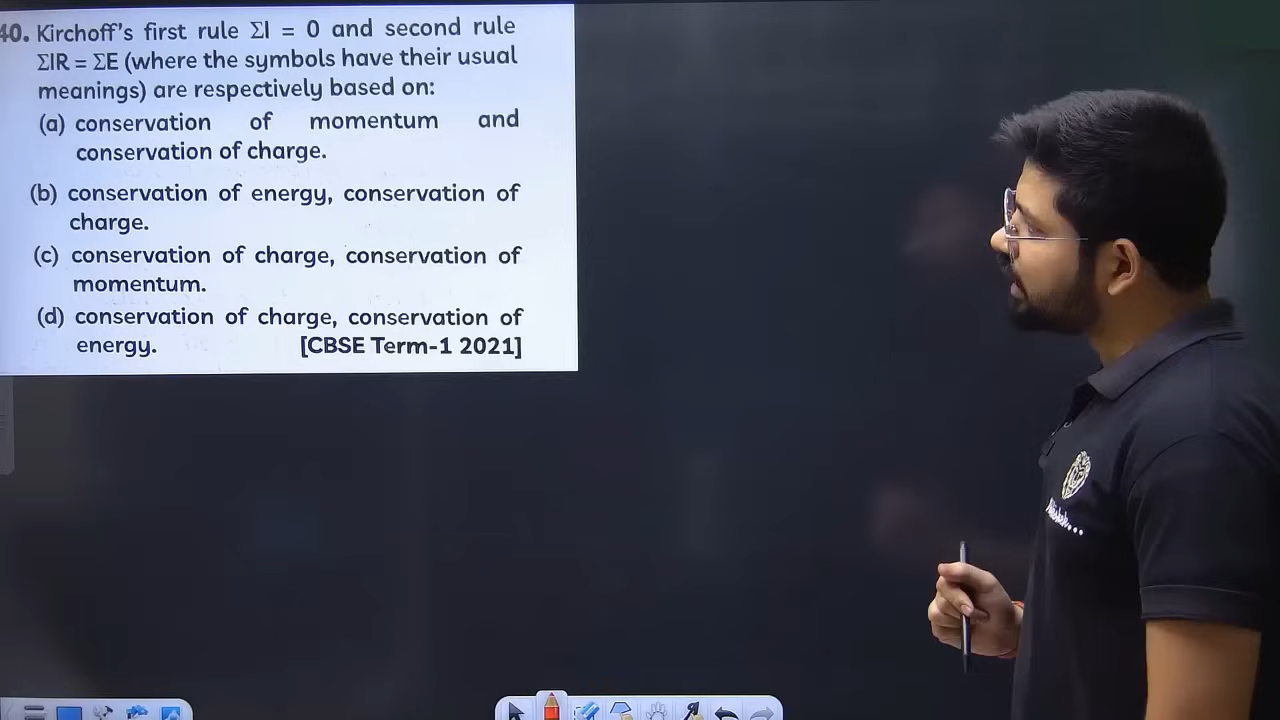 40. Kirchoff's first rule ΣI = 0 and second rule
ΣIR = ΣE (where the symbols have their usual
meanings) are respectively based on:
(a) conservation of momentum and
conservation of charge.
(b) conservation of energy, conservation of
charge.
(c) conservation of charge, conservation of
momentum.
(d) conservation of charge, conservation of
energy. [CBSE Term-1 2021]